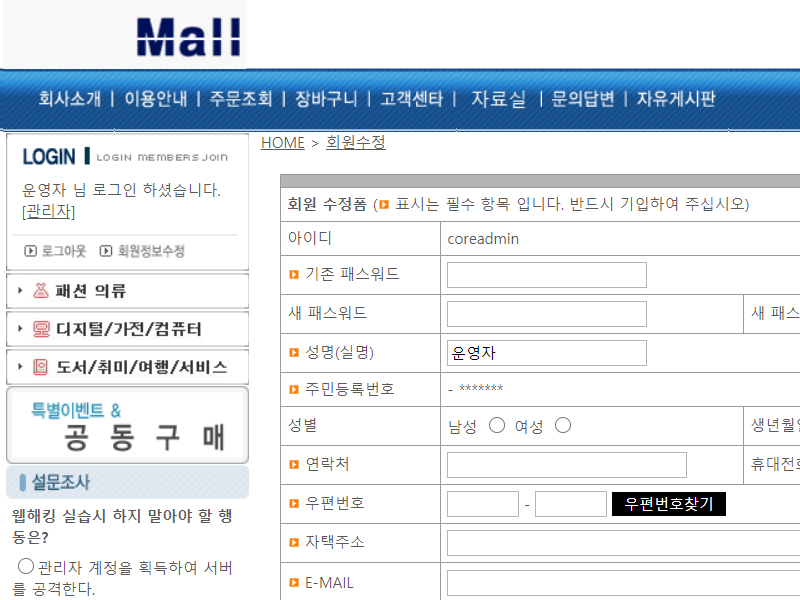 Mall
회사소개 | 이용안내 | 주문조회 | 장바구니 | 고객센타 | 자료실 | 문의답변 | 자유게시판
LOGIN LOGIN MEMBERS JOIN
운영자 님 로그인 하셨습니다.
[관리자]
로그아웃 회원정보수정
패션 의류
디지털/가전/컴퓨터
도서/취미/여행/서비스
특별이벤트 &
공동구매
설문조사
웹해킹 실습시 하지 말아야 할 행
동은?
관리자 계정을 획득하여 서버
를 공격한다.
HOME > 회원수정
회원 수정폼 ( 표시는 필수 항목 입니다. 반드시 기입하여 주십시오)
아이디 coreadmin
기존 패스워드
새 패스워드 새 패스
성명(실명) 운영자
주민등록번호 - *******
성별 남성 여성 생년월
연락처 휴대전
우편번호 - 우편번호찾기
자택주소
E-MAIL